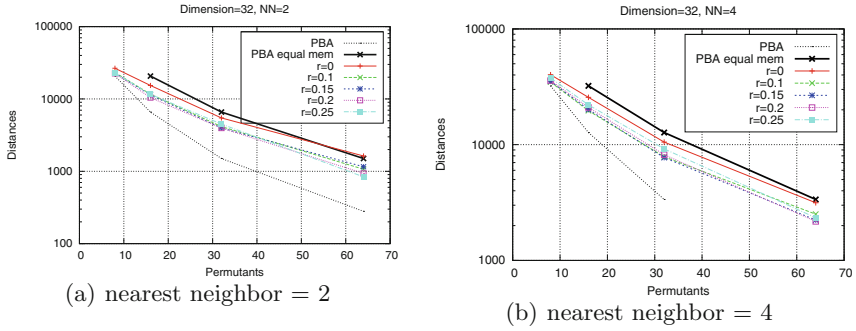 Dimension=32, NN=2
100000
10000
1000
100
Distances
0 10 20 30 40 50 60 70
Permutants
PBA
PBA equal mem
r=0
r=0.1
r=0.15
r=0.2
r=0.25
(a) nearest neighbor = 2
Dimension=32, NN=4
100000
10000
1000
Distances
0 10 20 30 40 50 60 70
Permutants
PBA
PBA equal mem
r=0
r=0.1
r=0.15
r=0.2
r=0.25
(b) nearest neighbor = 4